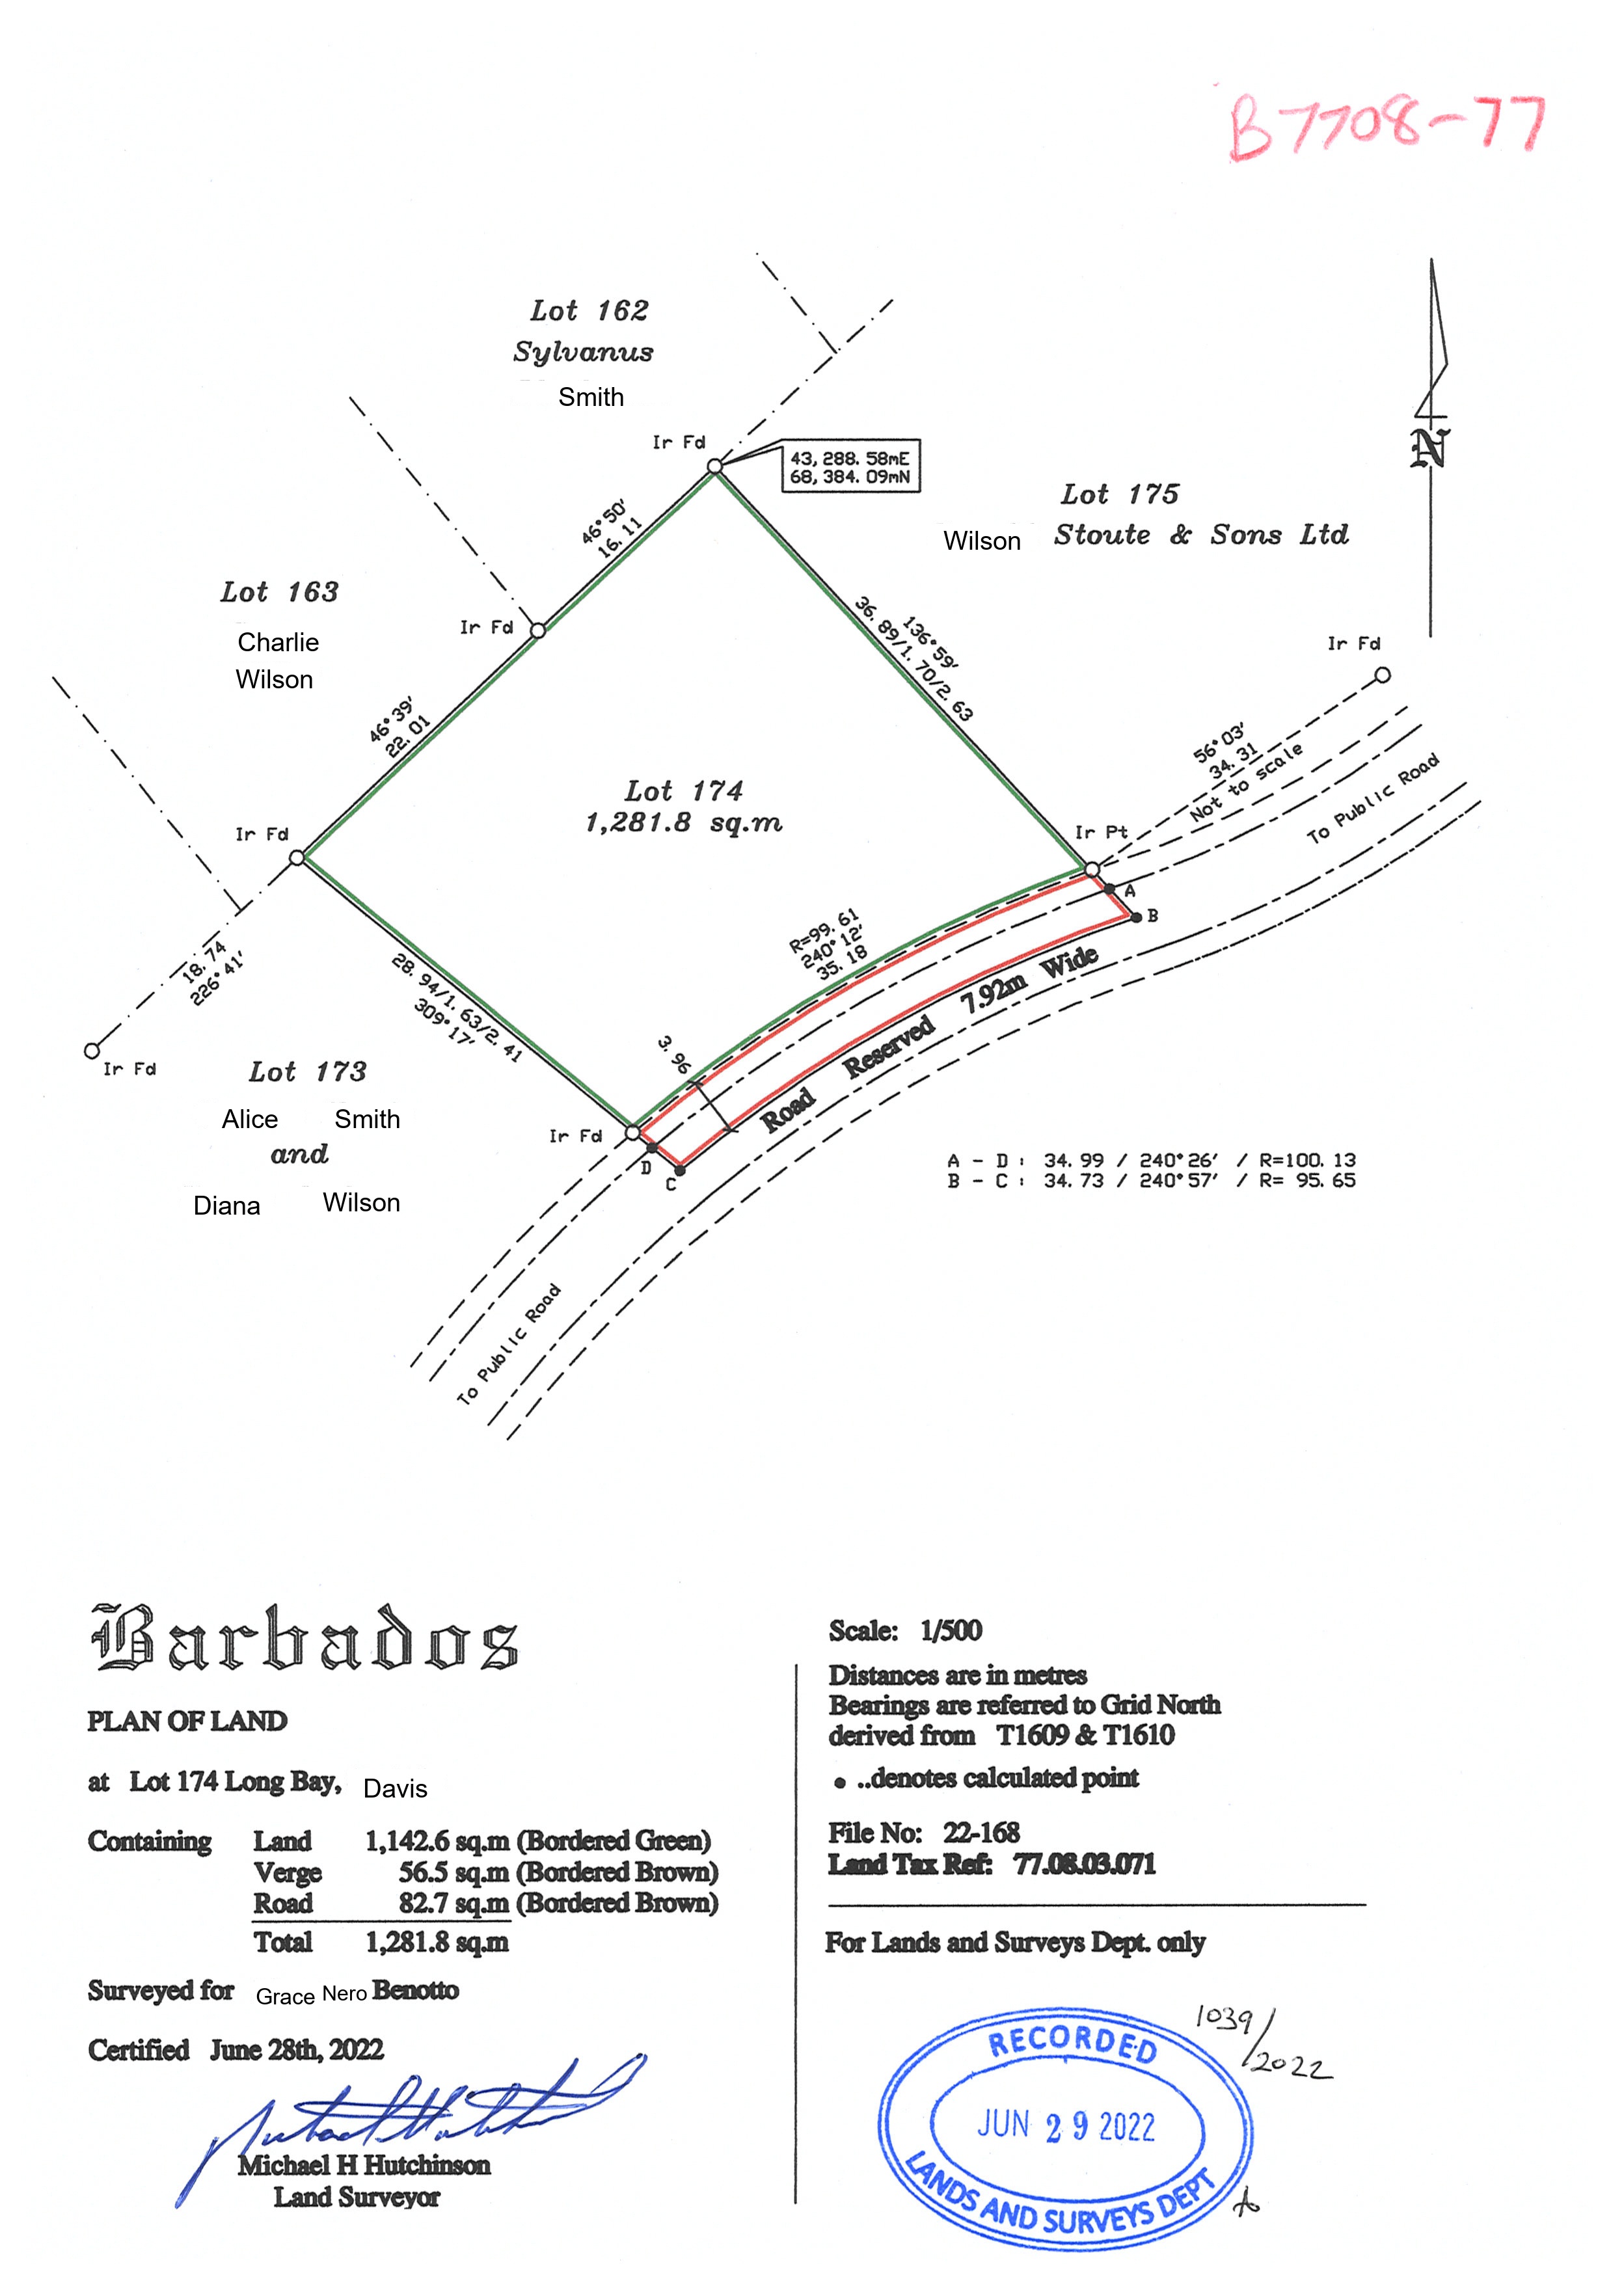 B7708-77
Lot 162
Sylvanus
Smith
Ir Fd
43, 288. 58mE
68, 384. 09mN
Lot 175
Wilson Stoute & Sons Ltd
N
46°50'
16. 11
Lot 163
Charlie
Wilson
Ir Fd
136°59'
36. 89/1. 70/2. 63
Ir Fd
46°39'
22. 01
56°03'
34. 31
Not to scale
To Public Road
Lot 174
1,281.8 sq.m
Ir Fd
Ir Pt
A
B
R=99. 61
240°12'
35. 18
18. 74
226°41'
28. 94/1. 63/2. 41
309°17'
3. 96
Road Reserved 7.92m Wide
Ir Fd
Lot 173
Alice Smith
and
Diana Wilson
Ir Fd
D
C
A - D : 34. 99 / 240°26' / R=100. 13
B - C : 34. 73 / 240°57' / R= 95. 65
To Public Road
Barbados
PLAN OF LAND
at Lot 174 Long Bay, Davis
Containing Land 1,142.6 sq.m (Bordered Green)
Verge 56.5 sq.m (Bordered Brown)
Road 82.7 sq.m (Bordered Brown)
Total 1,281.8 sq.m
Surveyed for Grace Nero Benotto
Certified June 28th, 2022
Michael H Hutchinson
Land Surveyor
Scale: 1/500
Distances are in metres
Bearings are referred to Grid North
derived from T1609 & T1610
● ..denotes calculated point
File No: 22-168
Land Tax Ref: 77.08.03.071
For Lands and Surveys Dept. only
1039/2022
RECORDED
JUN 29 2022
LANDS AND SURVEYS DEPT